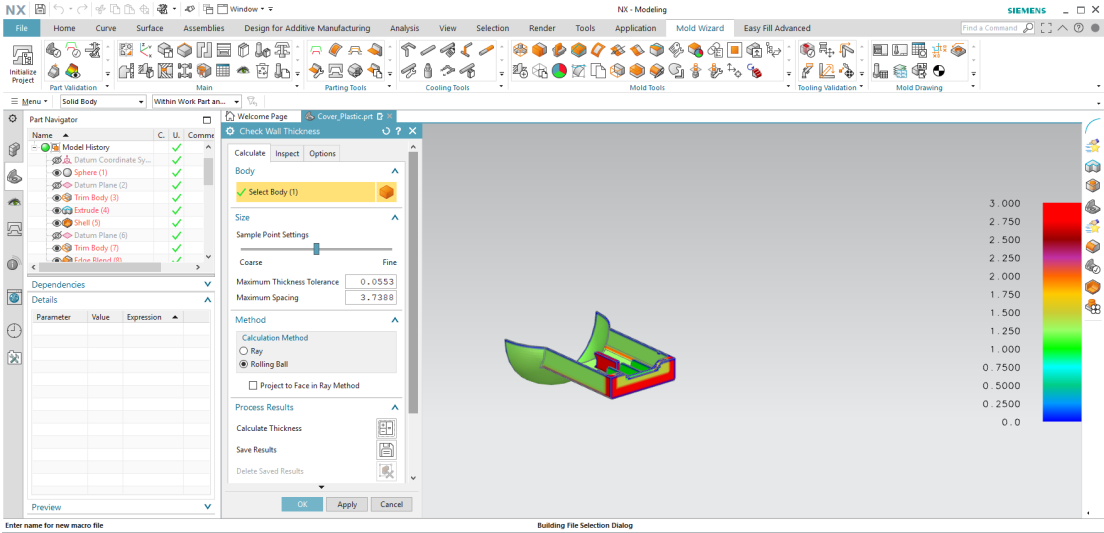 NX
Window
NX - Modeling
SIEMENS
File Home Curve Surface Assemblies Design for Additive Manufacturing Analysis View Selection Render Tools Application Mold Wizard Easy Fill Advanced
Find a Command
Initialize
Project
Part Validation Main Parting Tools Cooling Tools Mold Tools Tooling Validation Mold Drawing
Menu Solid Body Within Work Part an...
Part Navigator
Name C. U. Comme
Model History
Datum Coordinate Sy...
Sphere (1)
Datum Plane (2)
Trim Body (3)
Extrude (4)
Shell (5)
Datum Plane (6)
Trim Body (7)
Edge Blend (8)
Dependencies
Details
Parameter Value Expression
Preview
Welcome Page Cover_Plastic.prt
Check Wall Thickness
Calculate Inspect Options
Body
Select Body (1)
Size
Sample Point Settings
Coarse Fine
Maximum Thickness Tolerance 0.0553
Maximum Spacing 3.7388
Method
Calculation Method
Ray
Rolling Ball
Project to Face in Ray Method
Process Results
Calculate Thickness
Save Results
Delete Saved Results
OK Apply Cancel
3.000
2.750
2.500
2.250
2.000
1.750
1.500
1.250
1.000
0.7500
0.5000
0.2500
0.0
Enter name for new macro file
Building File Selection Dialog